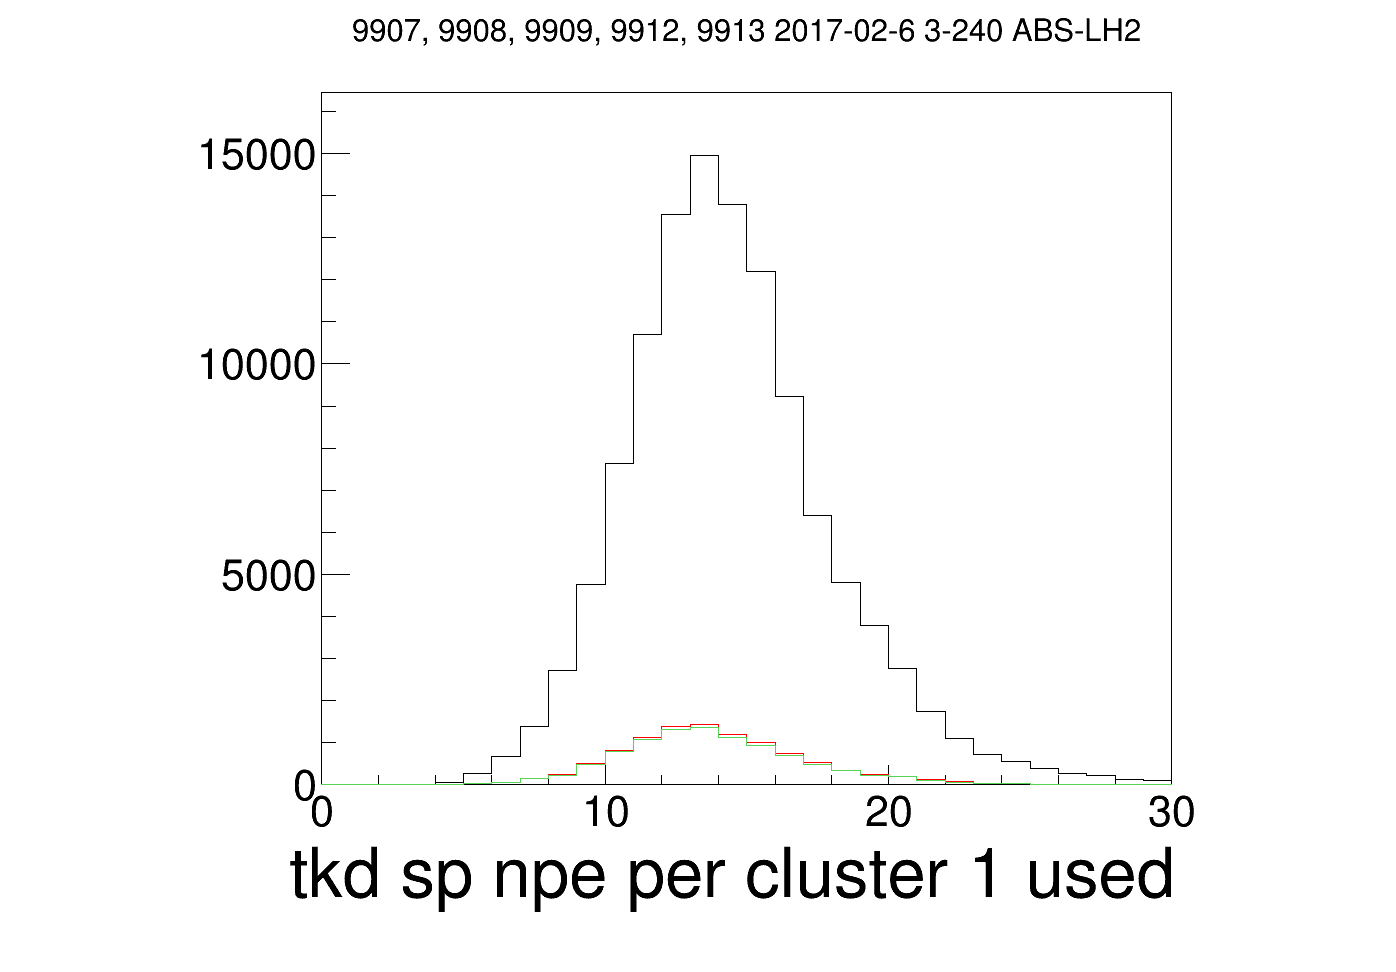 9907, 9908, 9909, 9912, 9913 2017-02-6 3-240 ABS-LH2
15000
10000
5000
0
0 10 20 30
tkd sp npe per cluster 1 used